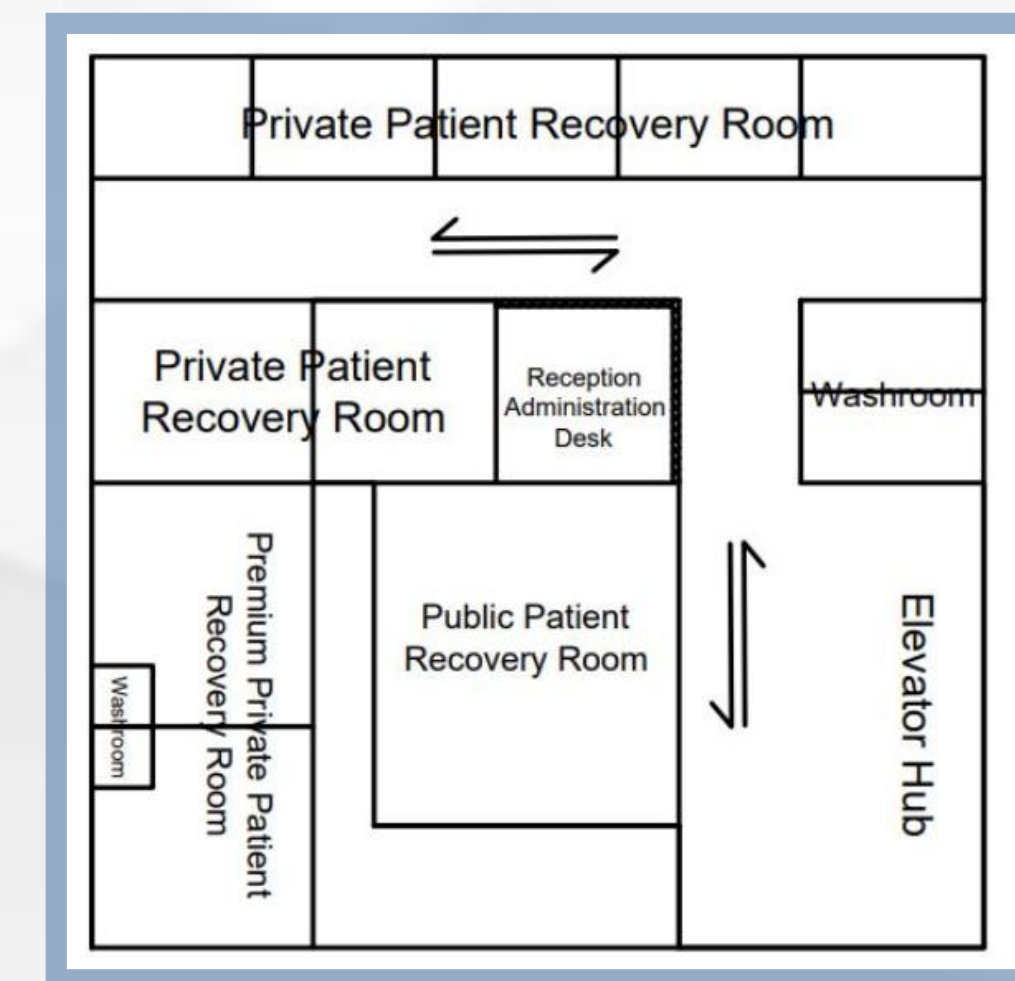 Private Patient Recovery Room
Private Patient
Recovery Room
Reception
Administration
Desk
Washroom
Premium Private Patient
Recovery Room
Washroom
Public Patient
Recovery Room
Elevator Hub